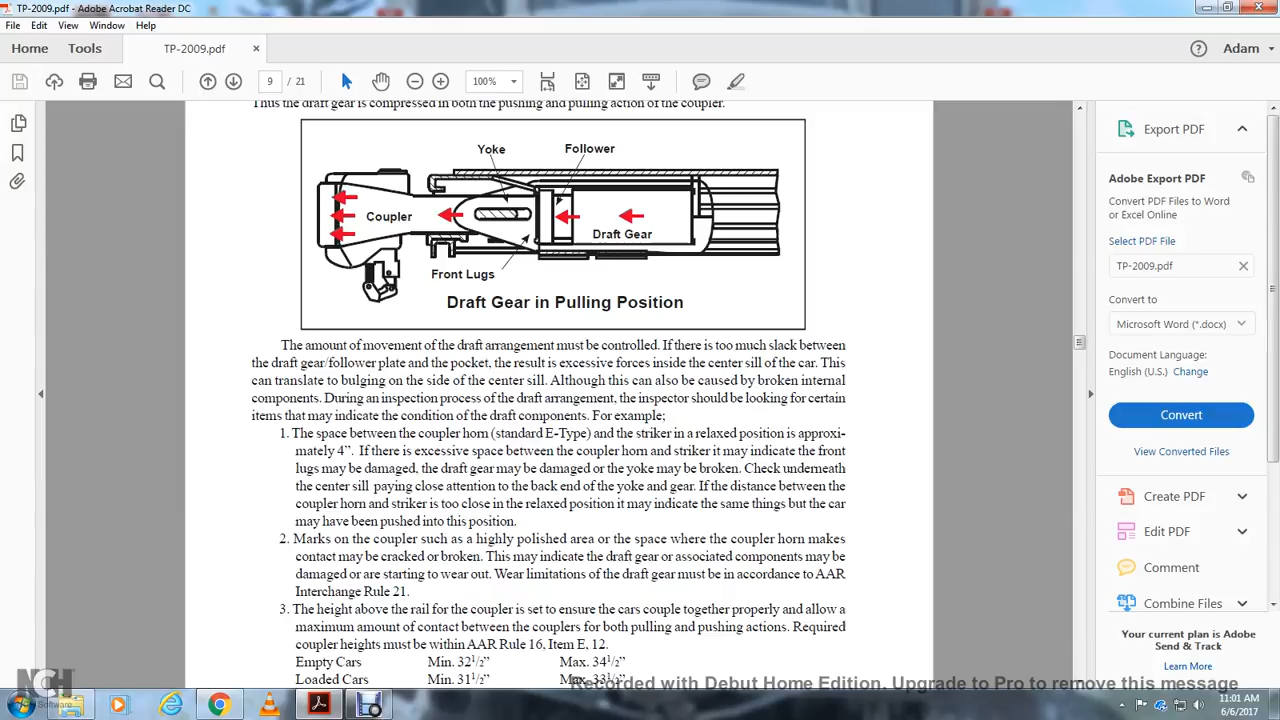 TP-2009.pdf - Adobe Acrobat Reader DC
File Edit View Window Help
Home Tools TP-2009.pdf × ? Adam
9 / 21 100%
Thus the draft gear is compressed in both the pushing and pulling action of the coupler.
Yoke Follower
Coupler
Draft Gear
Front Lugs
Draft Gear in Pulling Position
The amount of movement of the draft arrangement must be controlled. If there is too much slack between
the draft gear/follower plate and the pocket, the result is excessive forces inside the center sill of the car. This
can translate to bulging on the side of the center sill. Although this can also be caused by broken internal
components. During an inspection process of the draft arrangement, the inspector should be looking for certain
items that may indicate the condition of the draft components. For example;
1. The space between the coupler horn (standard E-Type) and the striker in a relaxed position is approxi-
mately 4”. If there is excessive space between the coupler horn and striker it may indicate the front
lugs may be damaged, the draft gear may be damaged or the yoke may be broken. Check underneath
the center sill paying close attention to the back end of the yoke and gear. If the distance between the
coupler horn and striker is too close in the relaxed position it may indicate the same things but the car
may have been pushed into this position.
2. Marks on the coupler such as a highly polished area or the space where the coupler horn makes
contact may be cracked or broken. This may indicate the draft gear or associated components may be
damaged or are starting to wear out. Wear limitations of the draft gear must be in accordance to AAR
Interchange Rule 21.
3. The height above the rail for the coupler is set to ensure the cars couple together properly and allow a
maximum amount of contact between the couplers for both pulling and pushing actions. Required
coupler heights must be within AAR Rule 16, Item E, 12.
Empty Cars Min. 32 1/2” Max. 34 1/2”
Loaded Cars Min. 31 1/2” Max. 33 1/2”
Export PDF
Adobe Export PDF
Convert PDF Files to Word
or Excel Online
Select PDF File
TP-2009.pdf
Convert to
Microsoft Word (*.docx)
Document Language:
English (U.S.) Change
Convert
View Converted Files
Create PDF
Edit PDF
Comment
Combine Files
Your current plan is Adobe
Send & Track
Learn More
NCH
Software
Recorded with Debut Home Edition. Upgrade to Pro to remove this message
11:01 AM
6/6/2017